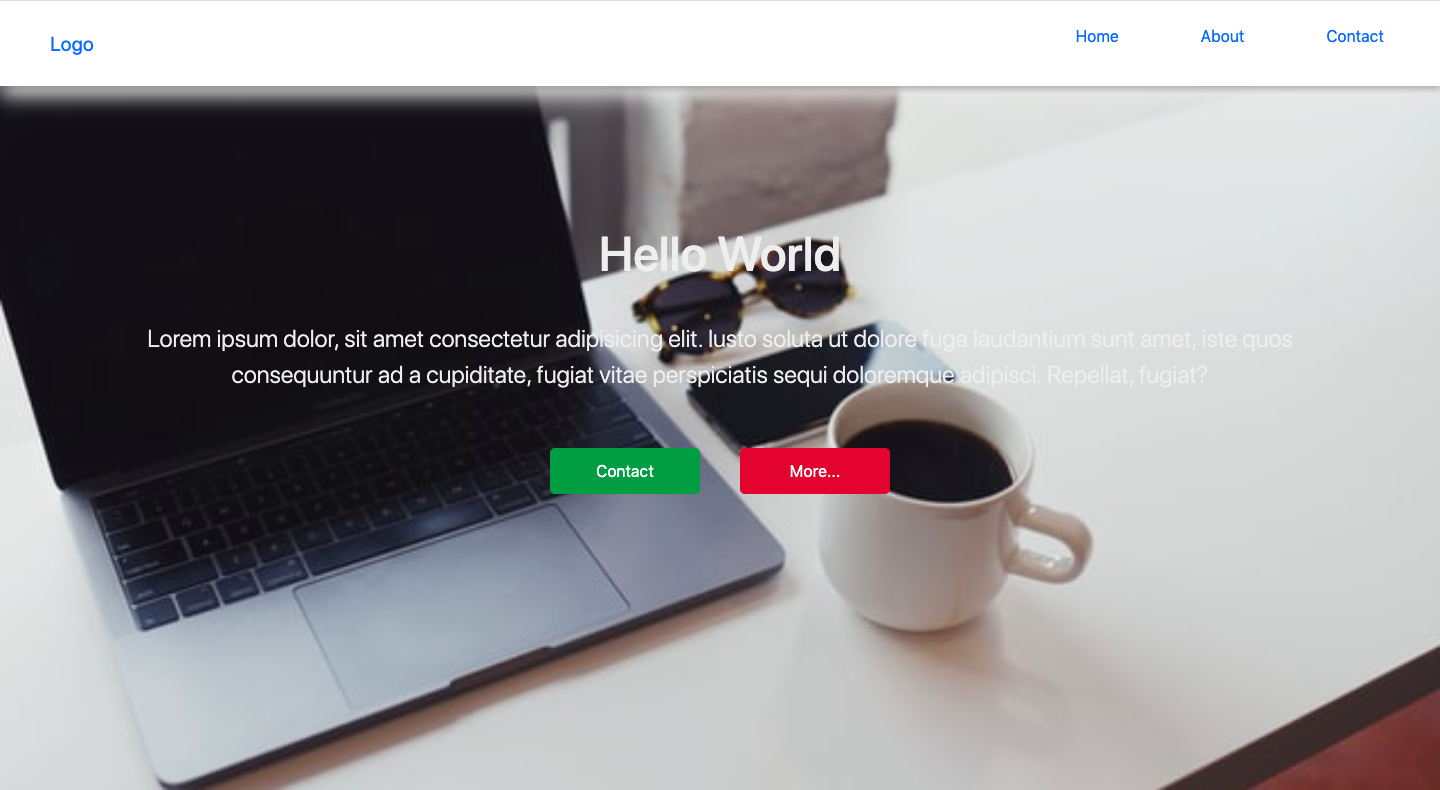 Logo
Home
About
Contact
Hello World
Lorem ipsum dolor, sit amet consectetur adipisicing elit. Iusto soluta ut dolore fuga laudantium sunt amet, iste quos
consequuntur ad a cupiditate, fugiat vitae perspiciatis sequi doloremque adipisci. Repellat, fugiat?
Contact
More...